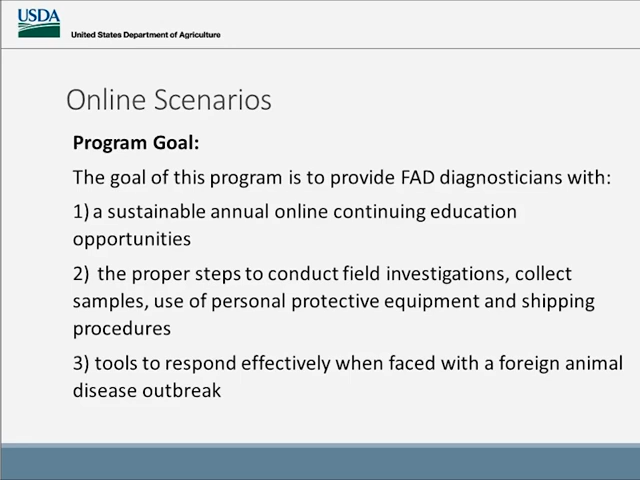 USDA
United States Department of Agriculture
Online Scenarios
Program Goal:
The goal of this program is to provide FAD diagnosticians with:
1) a sustainable annual online continuing education
opportunities
2)  the proper steps to conduct field investigations, collect
samples, use of personal protective equipment and shipping
procedures
3) tools to respond effectively when faced with a foreign animal
disease outbreak